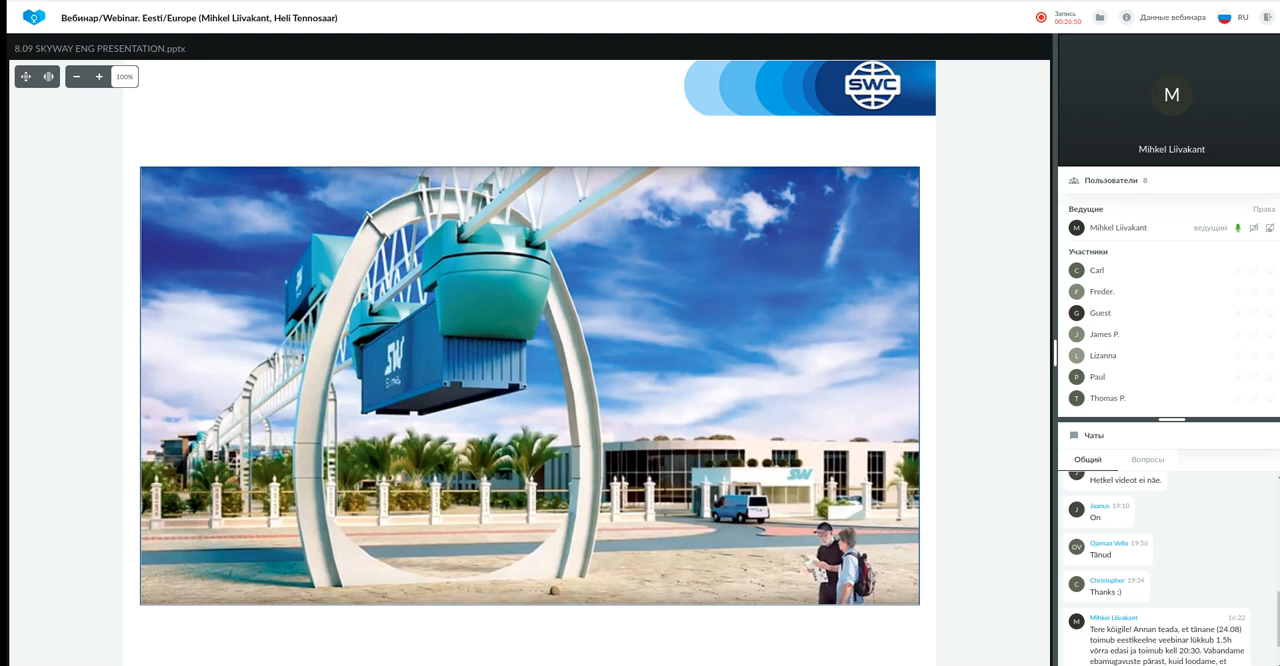 Вебинар/Webinar. Eesti/Europe (Mihkel Liivakant, Heli Tennosaar)
Запись
00:26:50
Данные вебинара
RU
8.09 SKYWAY ENG PRESENTATION.pptx
100%
SWC
SW
SW
M
Mihkel Liivakant
Пользователи 8
Ведущие
Права
M
Mihkel Liivakant
ведущий
Участники
C
Carl
F
Freder.
G
Guest
J
James P.
L
Lizanna
P
Paul
T
Thomas P.
Чаты
Общий
Вопросы
Hetkel videot ei näe.
J
Jaanus 19:10
On
OV
Ojamaa Vello 19:56
Tänud
C
Christopher 19:34
Thanks :)
M
Mihkel Liivakant 16:22
Tere kõigile! Annan teada, et tänane (24.08)
toimub eestikeelne veebinar lükkub 1.5h
võrra edasi ja toimub kell 20:30. Vabandame
ebamugavuste pärast, kuid loodame, et